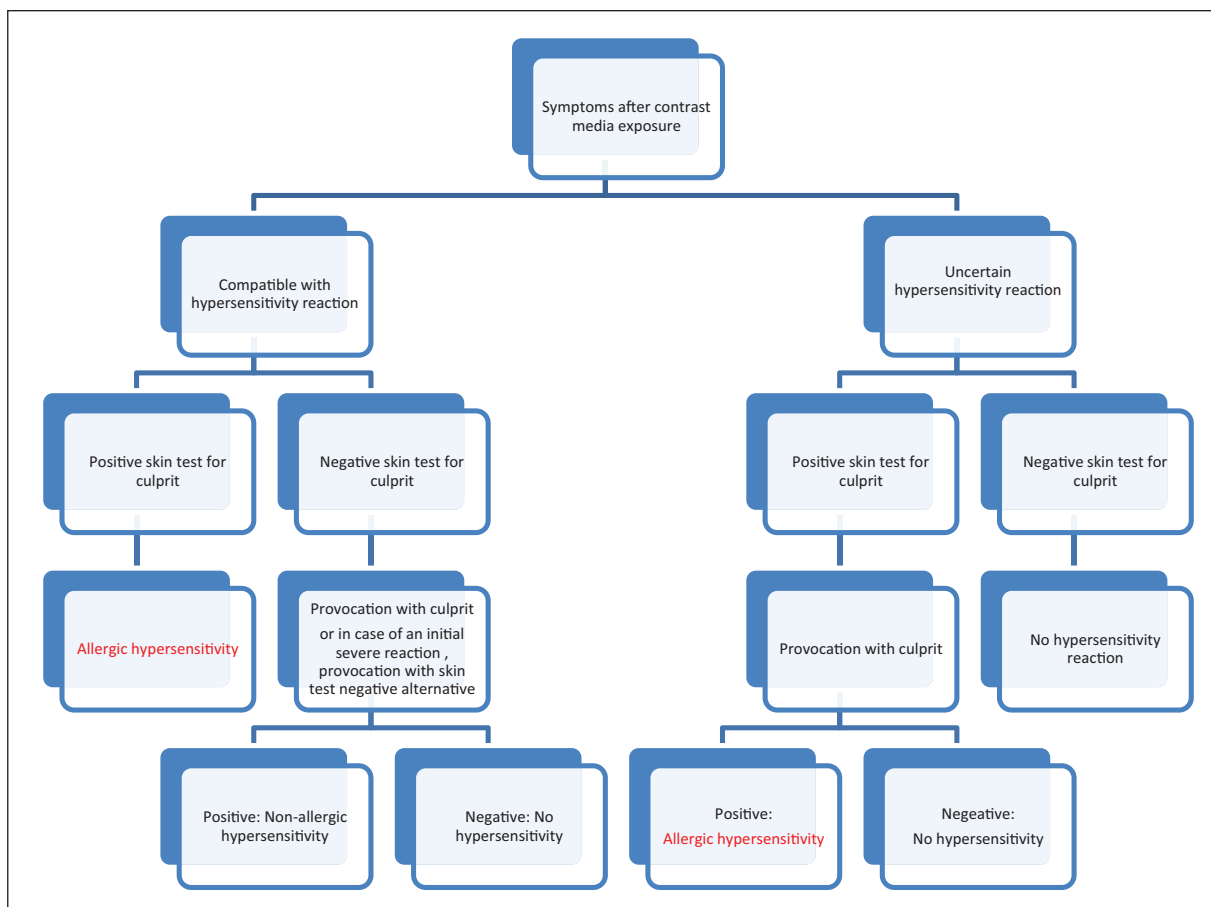 Symptoms after contrast
media exposure
Compatible with
hypersensitivity reaction
Uncertain
hypersensitivity reaction
Positive skin test for
culprit
Negative skin test for
culprit
Positive skin test for
culprit
Negative skin test for
culprit
Allergic hypersensitivity
Provocation with culprit
or in case of an initial
severe reaction ,
provocation with skin
test negative alternative
Provocation with culprit
No hypersensitivity
reaction
Positive: Non-allergic
hypersensitivity
Negative: No
hypersensitivity
Positive:
Allergic hypersensitivity
Negeative:
No hypersensitivity